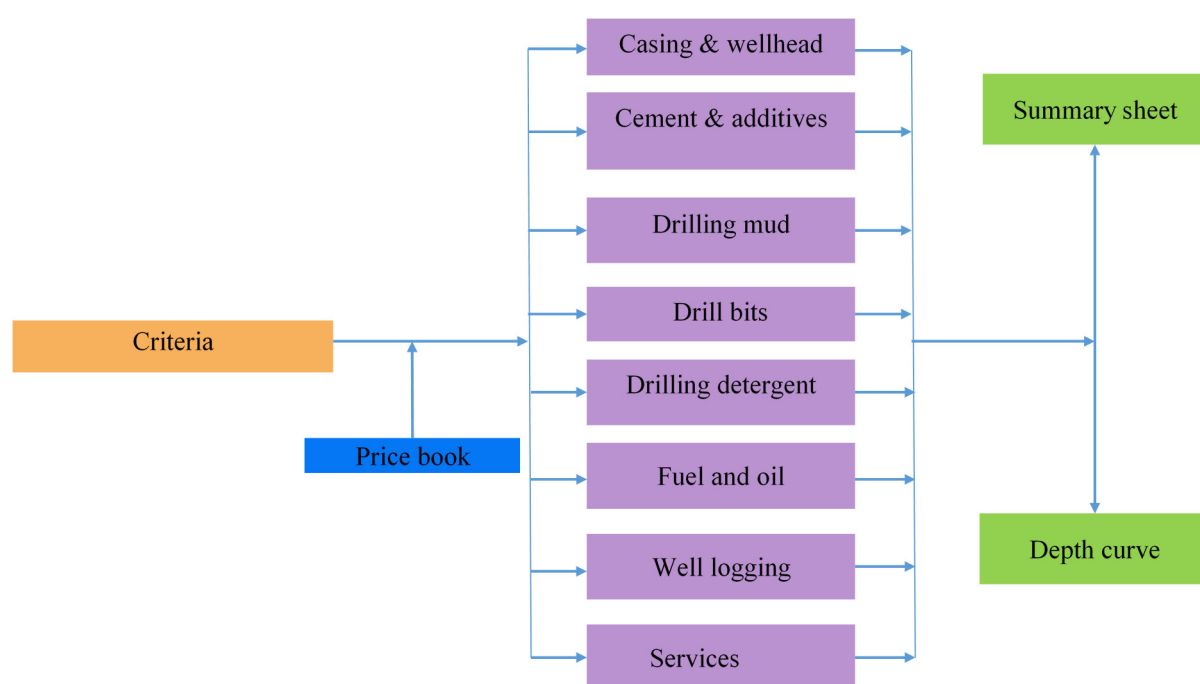 Criteria
Price book
Casing & wellhead
Cement & additives
Drilling mud
Drill bits
Drilling detergent
Fuel and oil
Well logging
Services
Summary sheet
Depth curve